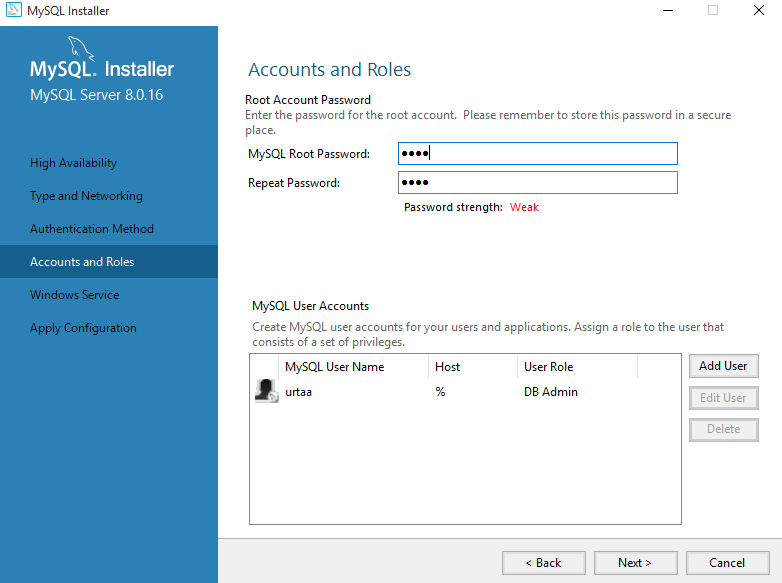 MySQL Installer
MySQL. Installer
MySQL Server 8.0.16
High Availability
Type and Networking
Authentication Method
Accounts and Roles
Windows Service
Apply Configuration
Accounts and Roles
Root Account Password
Enter the password for the root account.  Please remember to store this password in a secure
place.
MySQL Root Password: ●●●●
Repeat Password: ●●●●
Password strength: Weak
MySQL User Accounts
Create MySQL user accounts for your users and applications. Assign a role to the user that
consists of a set of privileges.
MySQL User Name Host User Role
urtaa % DB Admin
Add User
Edit User
Delete
< Back Next > Cancel